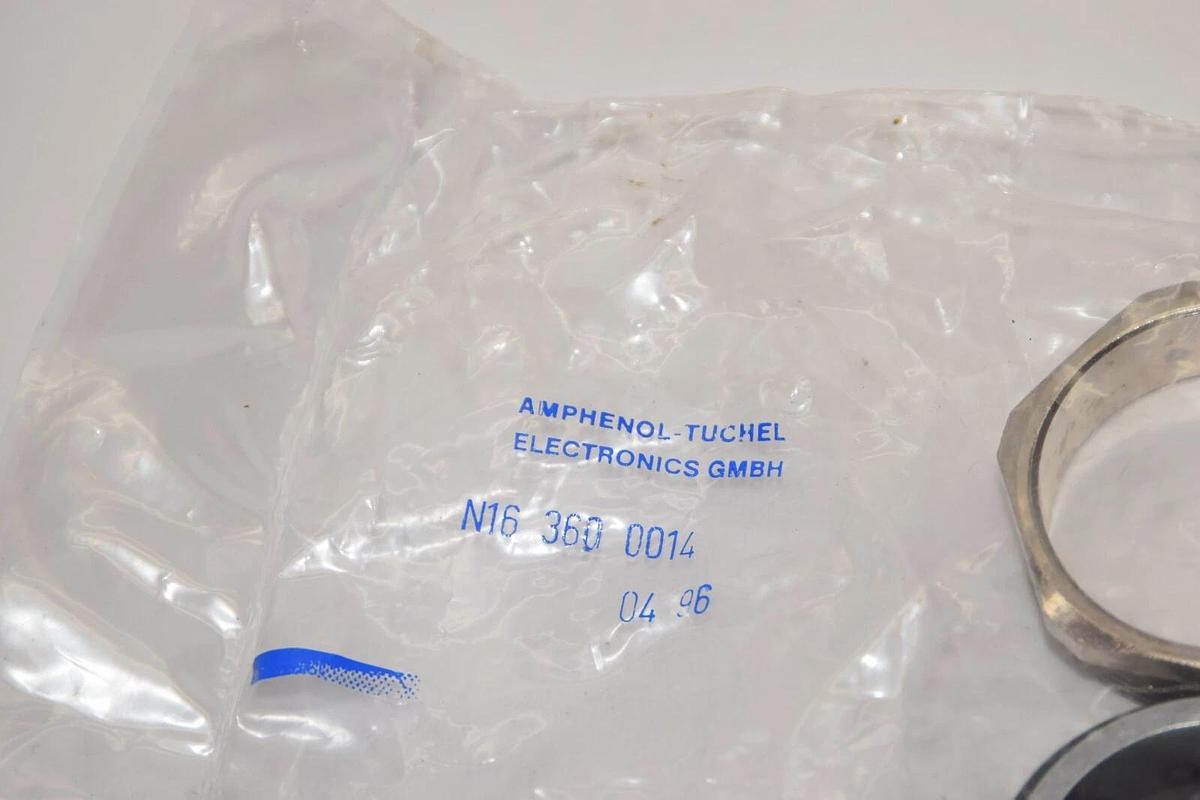 AMPHENOL-TUCHEL
ELECTRONICS GMBH
N16 360 0014
04 96